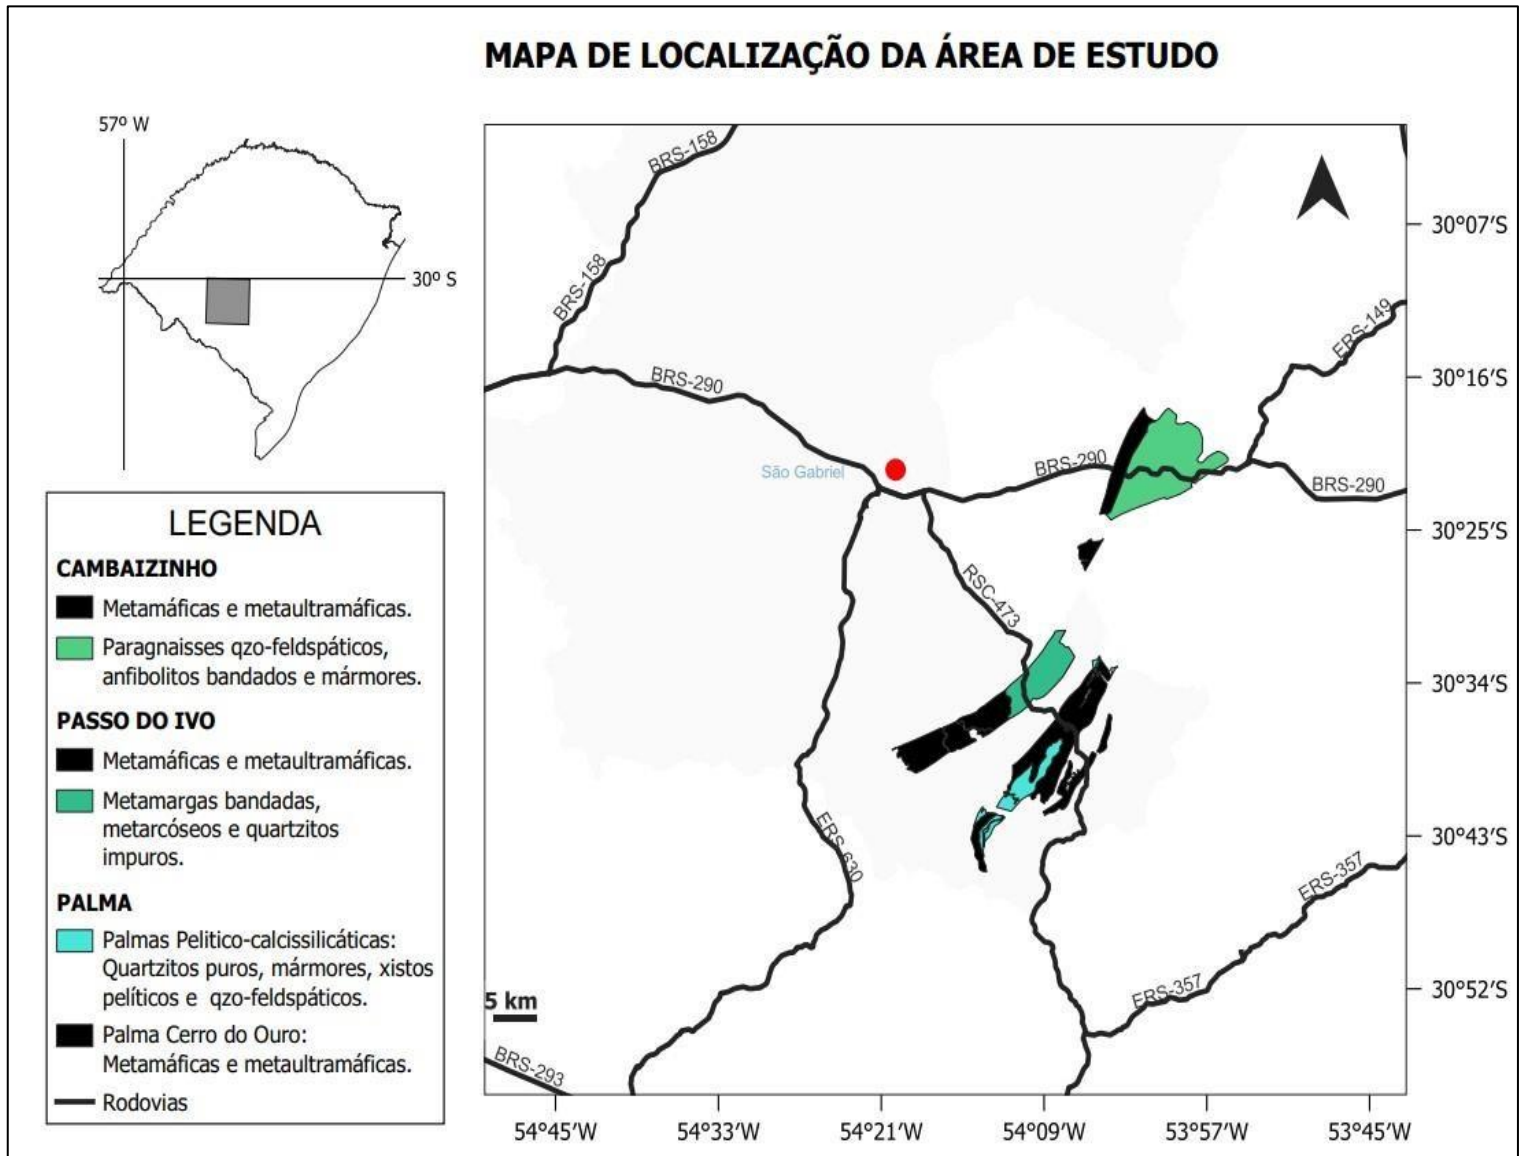 MAPA DE LOCALIZAÇÃO DA ÁREA DE ESTUDO
57º W
30º S
LEGENDA
CAMBAIZINHO
Metamáficas e metaultramáficas.
Paragnaisses qzo-feldspáticos,
anfibolitos bandados e mármores.
PASSO DO IVO
Metamáficas e metaultramáficas.
Metamargas bandadas,
metarcóseos e quartzitos
impuros.
PALMA
Palmas Pelitico-calcissilicáticas:
Quartzitos puros, mármores, xistos
pelíticos e qzo-feldspáticos.
Palma Cerro do Ouro:
Metamáficas e metaultramáficas.
Rodovias
BRS-158
BRS-158
BRS-290
São Gabriel
BRS-290
ERS-149
BRS-290
RSC-473
ERS-630
ERS-357
ERS-357
BRS-293
5 km
30°07′S
30°16′S
30°25′S
30°34′S
30°43′S
30°52′S
54°45′W
54°33′W
54°21′W
54°09′W
53°57′W
53°45′W